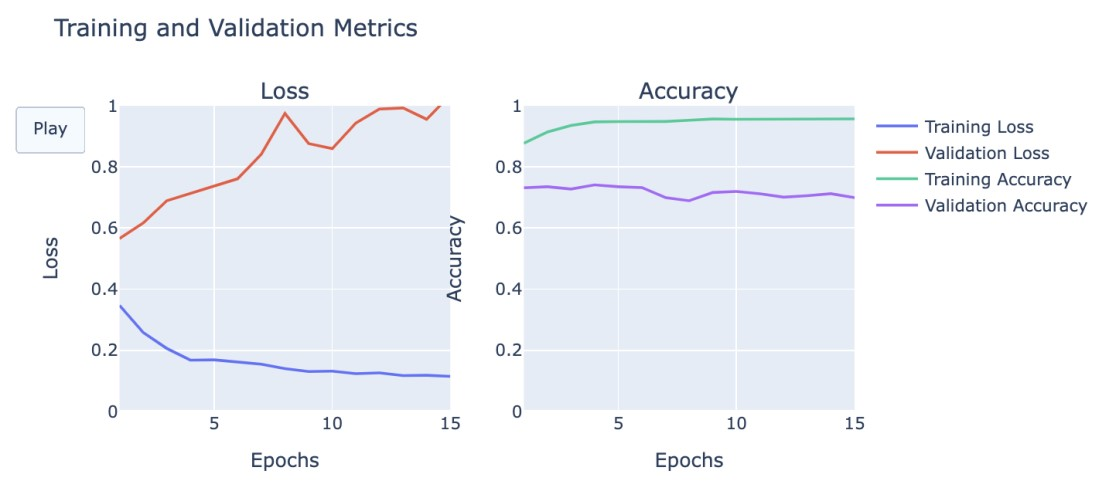 Training and Validation Metrics
Play
Loss
Loss
1
0.8
0.6
0.4
0.2
0
5
10
15
Epochs
Accuracy
Accuracy
1
0.8
0.6
0.4
0.2
0
5
10
15
Epochs
Training Loss
Validation Loss
Training Accuracy
Validation Accuracy